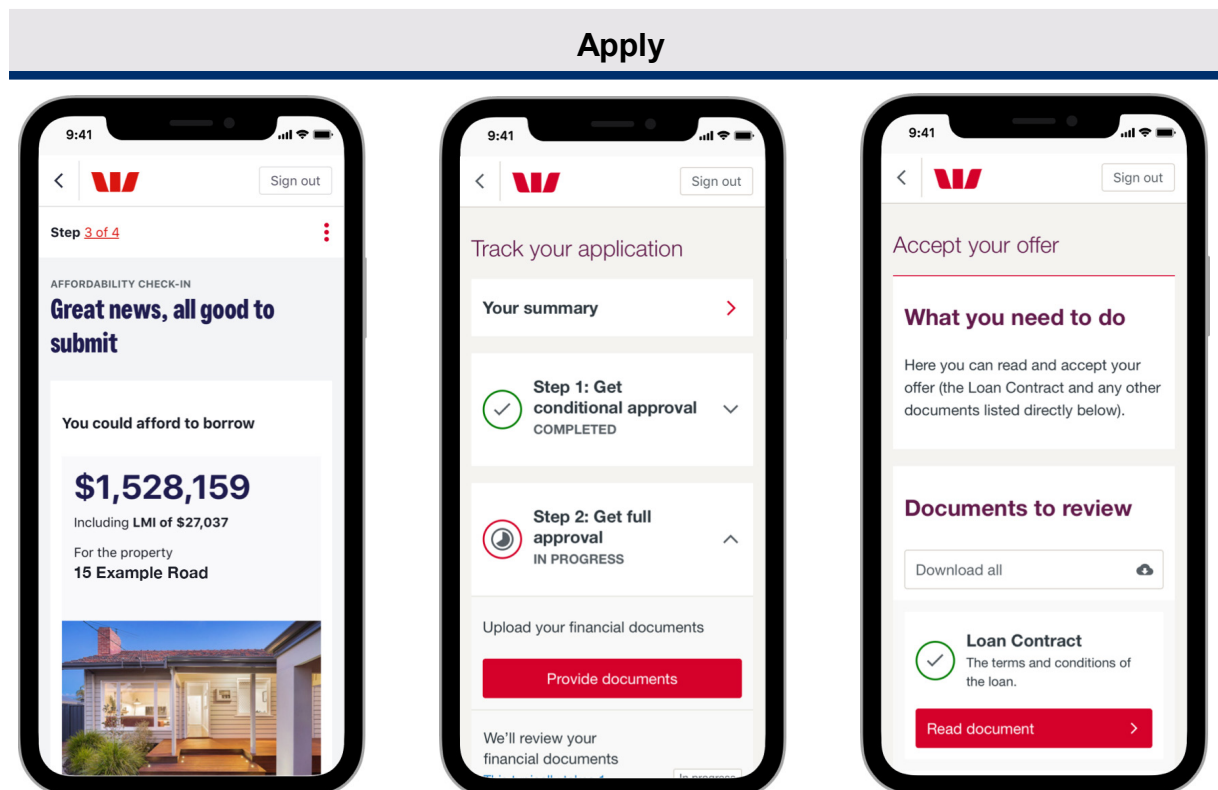 Apply
9:41
Sign out
Step 3 of 4
AFFORDABILITY CHECK-IN
Great news, all good to
submit
You could afford to borrow
$1,528,159
Including LMI of $27,037
For the property
15 Example Road
9:41
Sign out
Track your application
Your summary
Step 1: Get
conditional approval
COMPLETED
Step 2: Get full
approval
IN PROGRESS
Upload your financial documents
Provide documents
We'll review your
financial documents
In progress
9:41
Sign out
Accept your offer
What you need to do
Here you can read and accept your
offer (the Loan Contract and any other
documents listed directly below).
Documents to review
Download all
Loan Contract
The terms and conditions of
the loan.
Read document